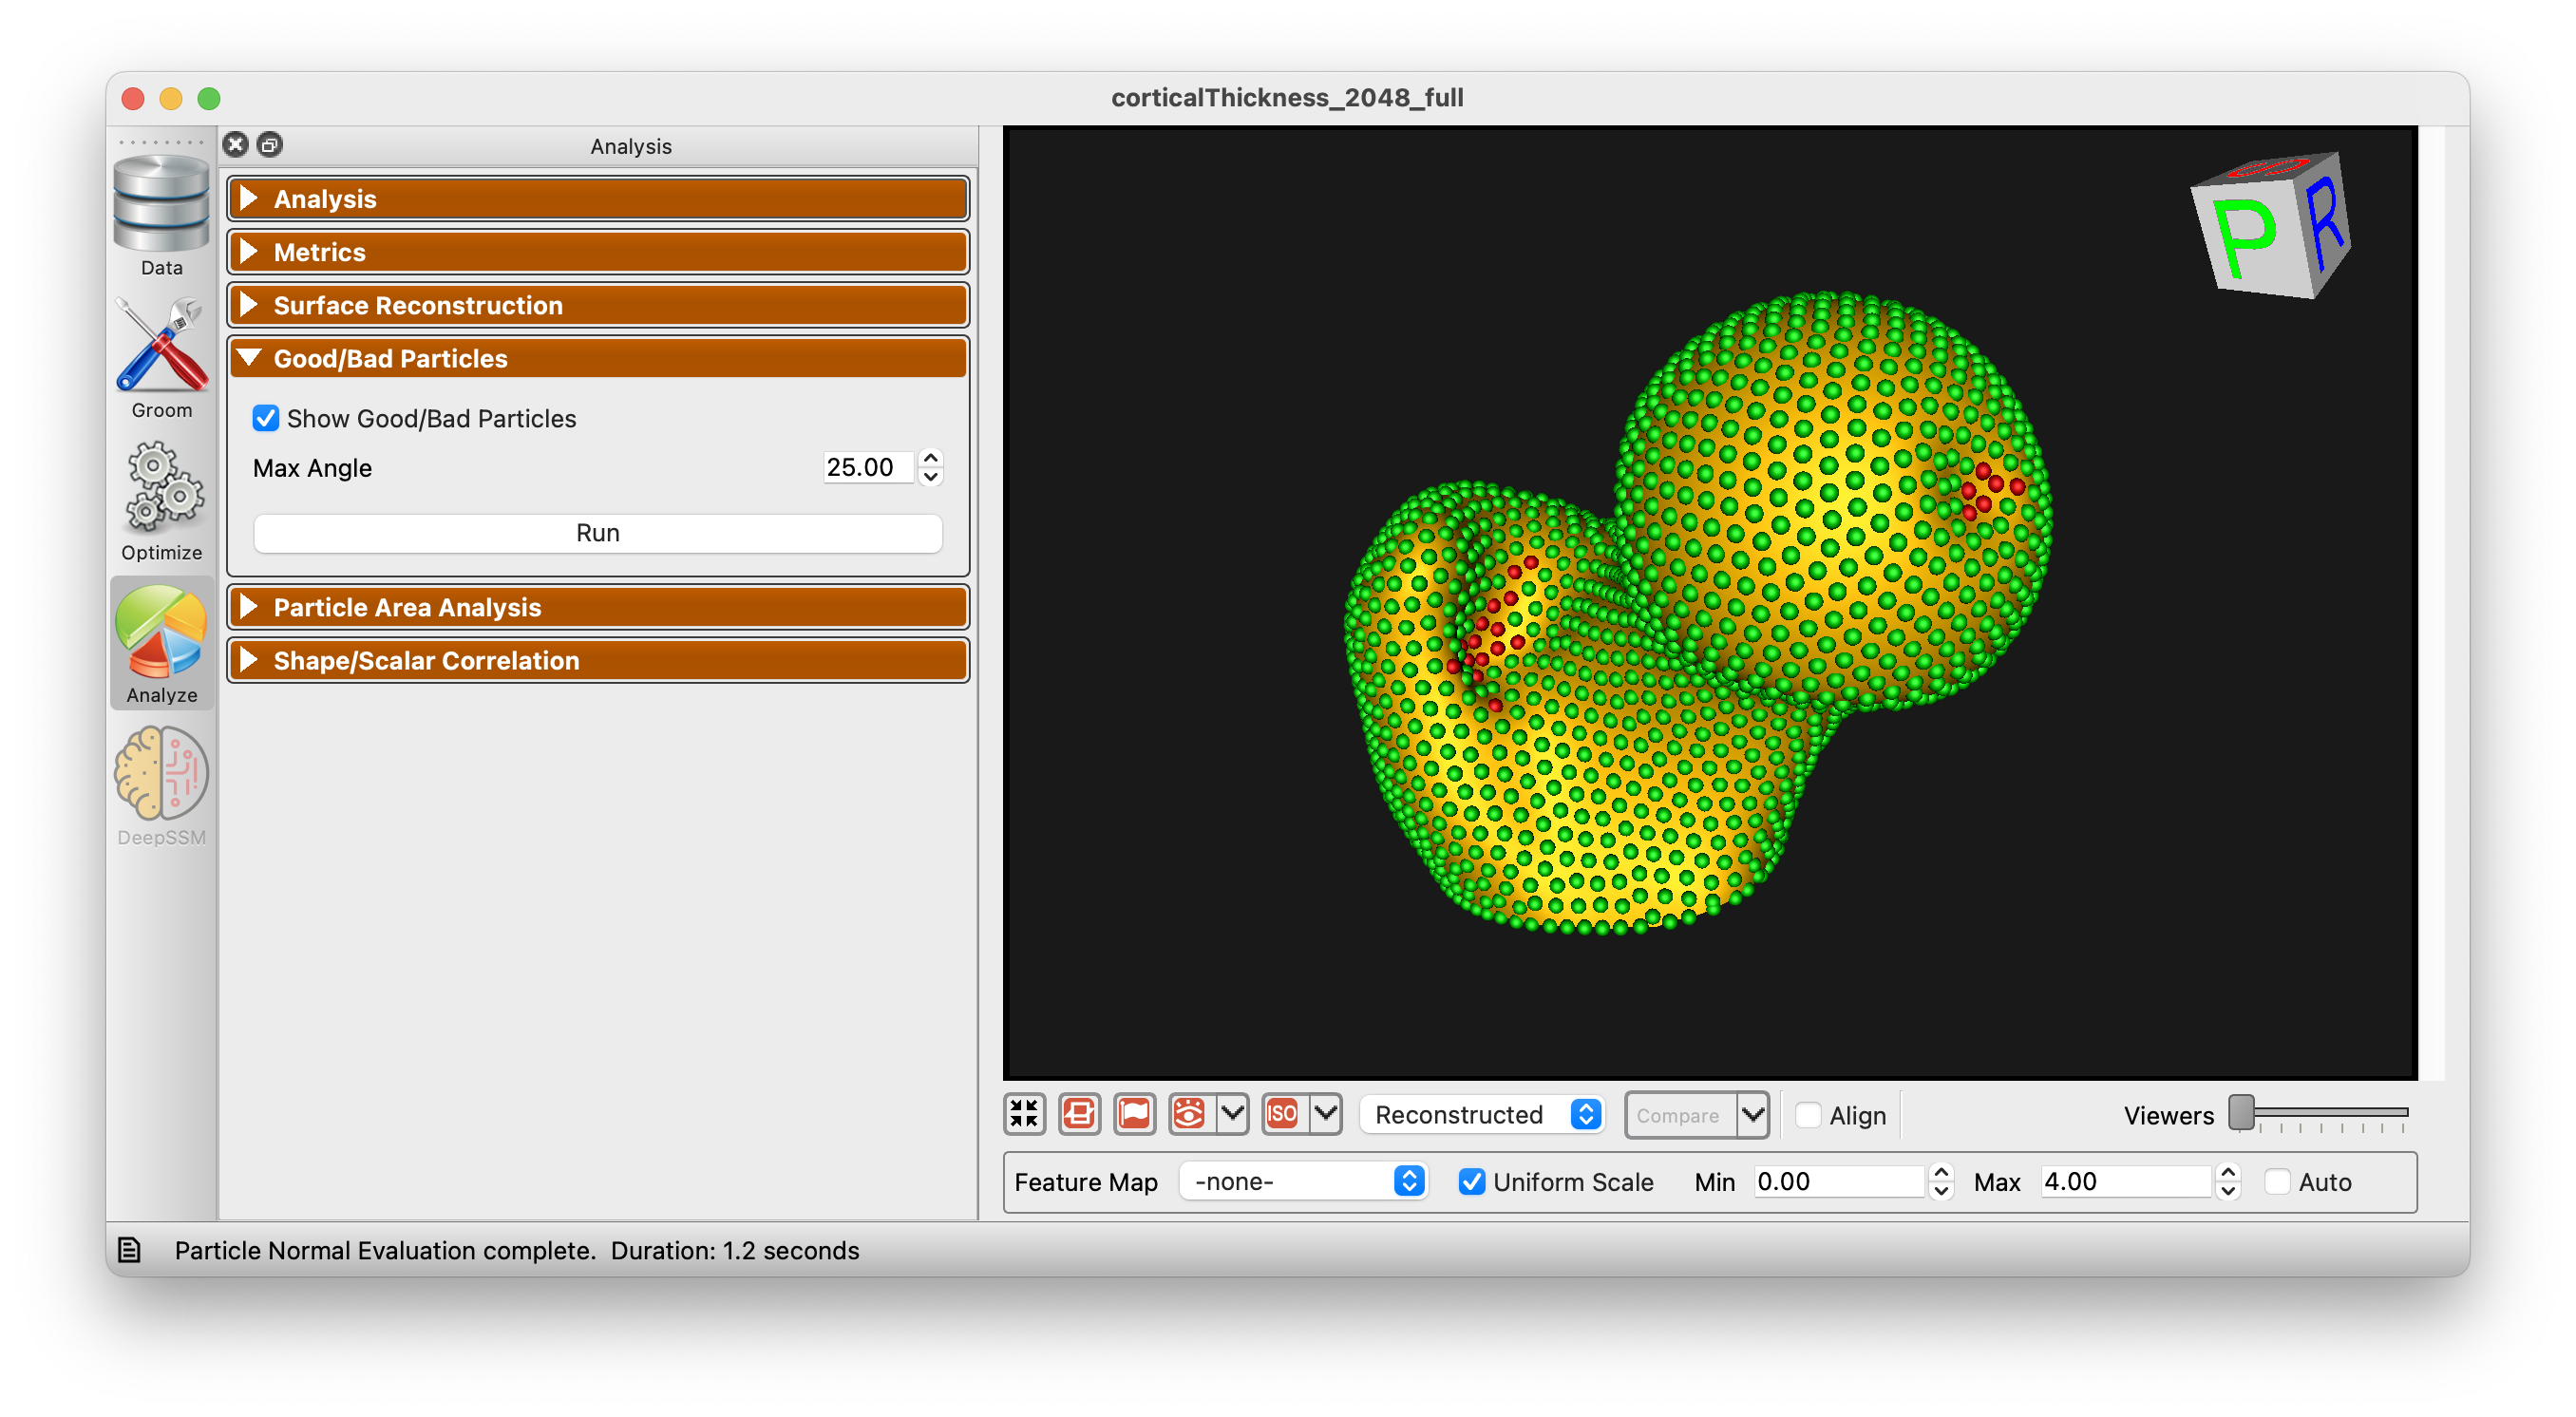 corticalThickness_2048_full
Analysis
Data
Groom
Optimize
Analyze
DeepSSM
Analysis
Metrics
Surface Reconstruction
Good/Bad Particles
Show Good/Bad Particles
Max Angle 25.00
Run
Particle Area Analysis
Shape/Scalar Correlation
P R
ISO Reconstructed Compare Align Viewers
Feature Map -none- Uniform Scale Min 0.00 Max 4.00 Auto
Particle Normal Evaluation complete. Duration: 1.2 seconds